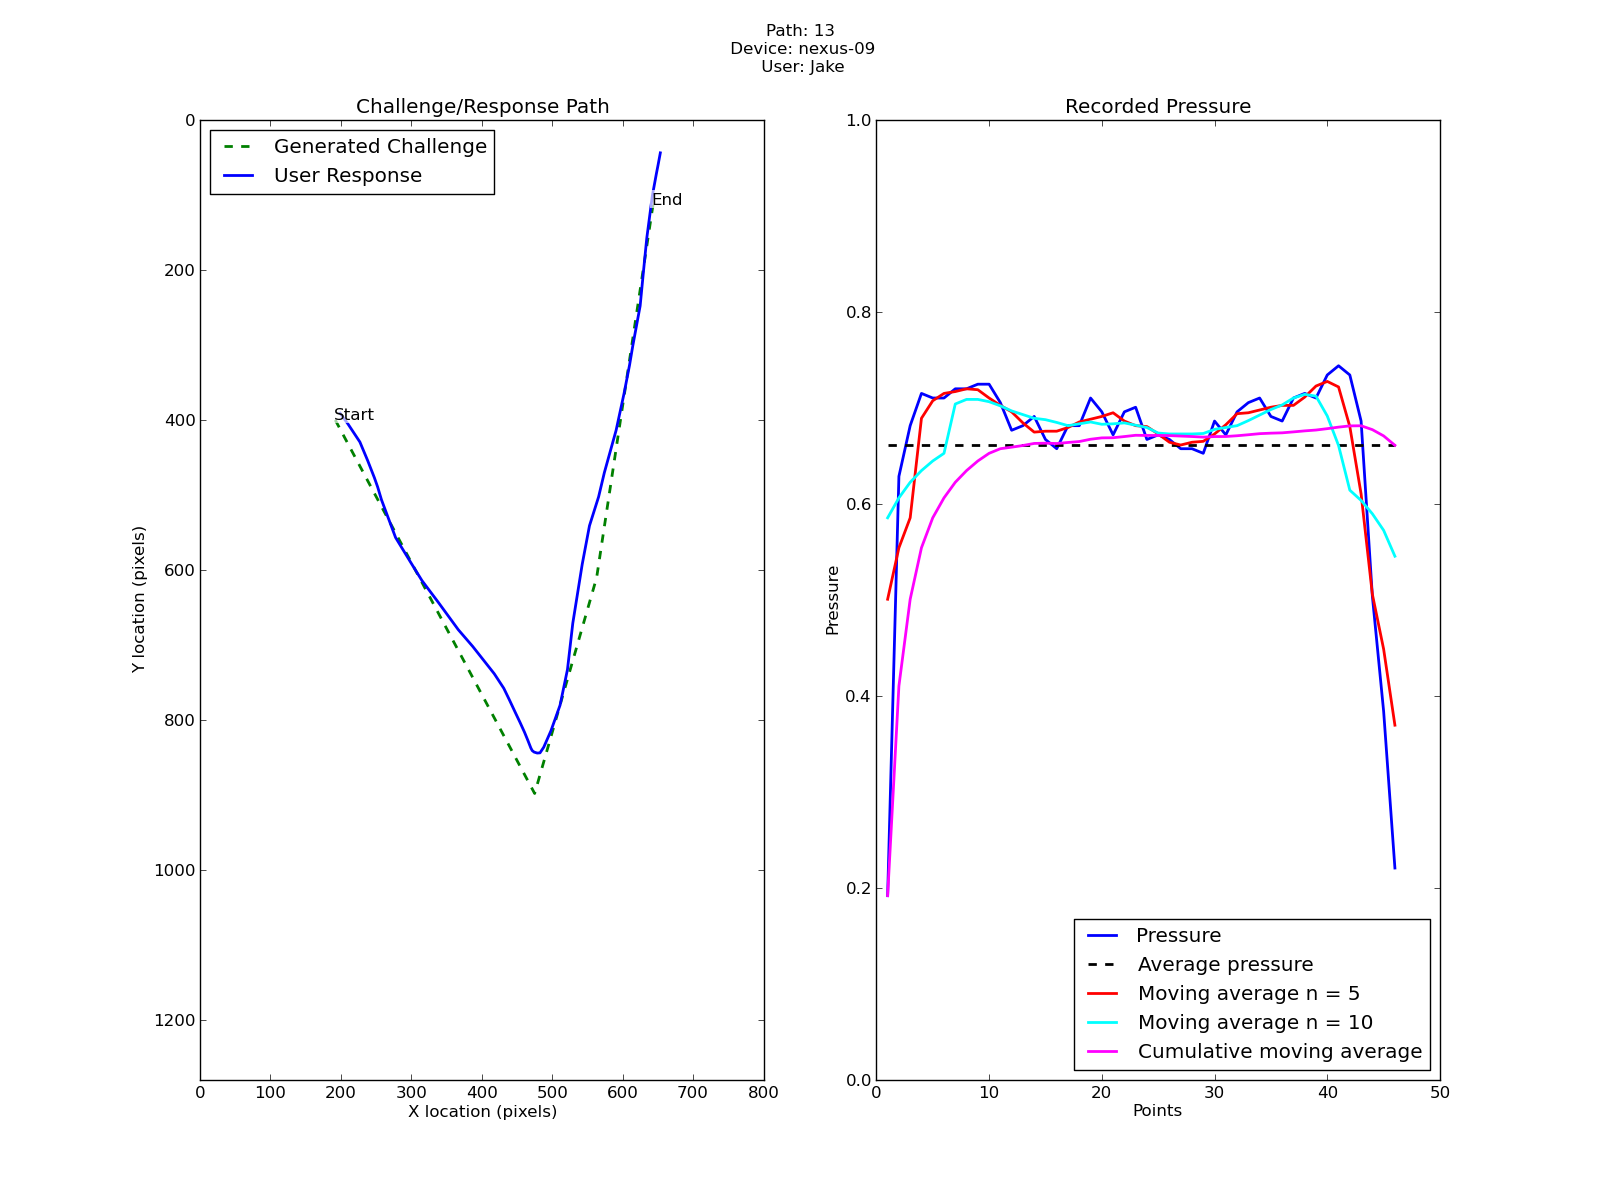 Path: 13
Device: nexus-09
User: Jake
Challenge/Response Path
Generated Challenge
User Response
Start
End
0
200
400
600
800
1000
1200
Y location (pixels)
0 100 200 300 400 500 600 700 800
X location (pixels)
Recorded Pressure
1.0
0.8
0.6
0.4
0.2
0.0
Pressure
Pressure
Average pressure
Moving average n = 5
Moving average n = 10
Cumulative moving average
0 10 20 30 40 50
Points